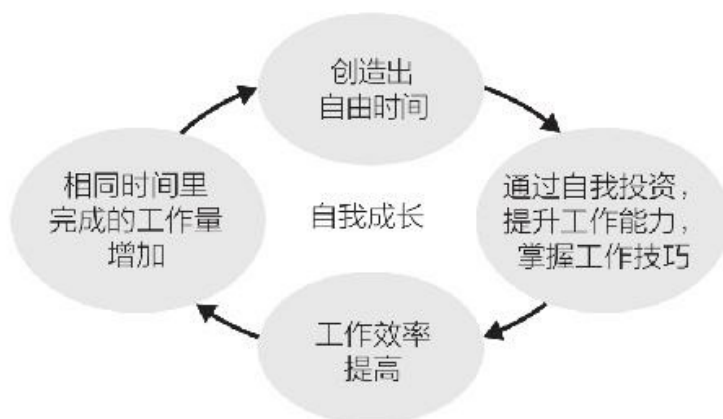 创造出
自由时间
通过自我投资，
提升工作能力，
掌握工作技巧
工作效率
提高
相同时间里
完成的工作量
增加
自我成长